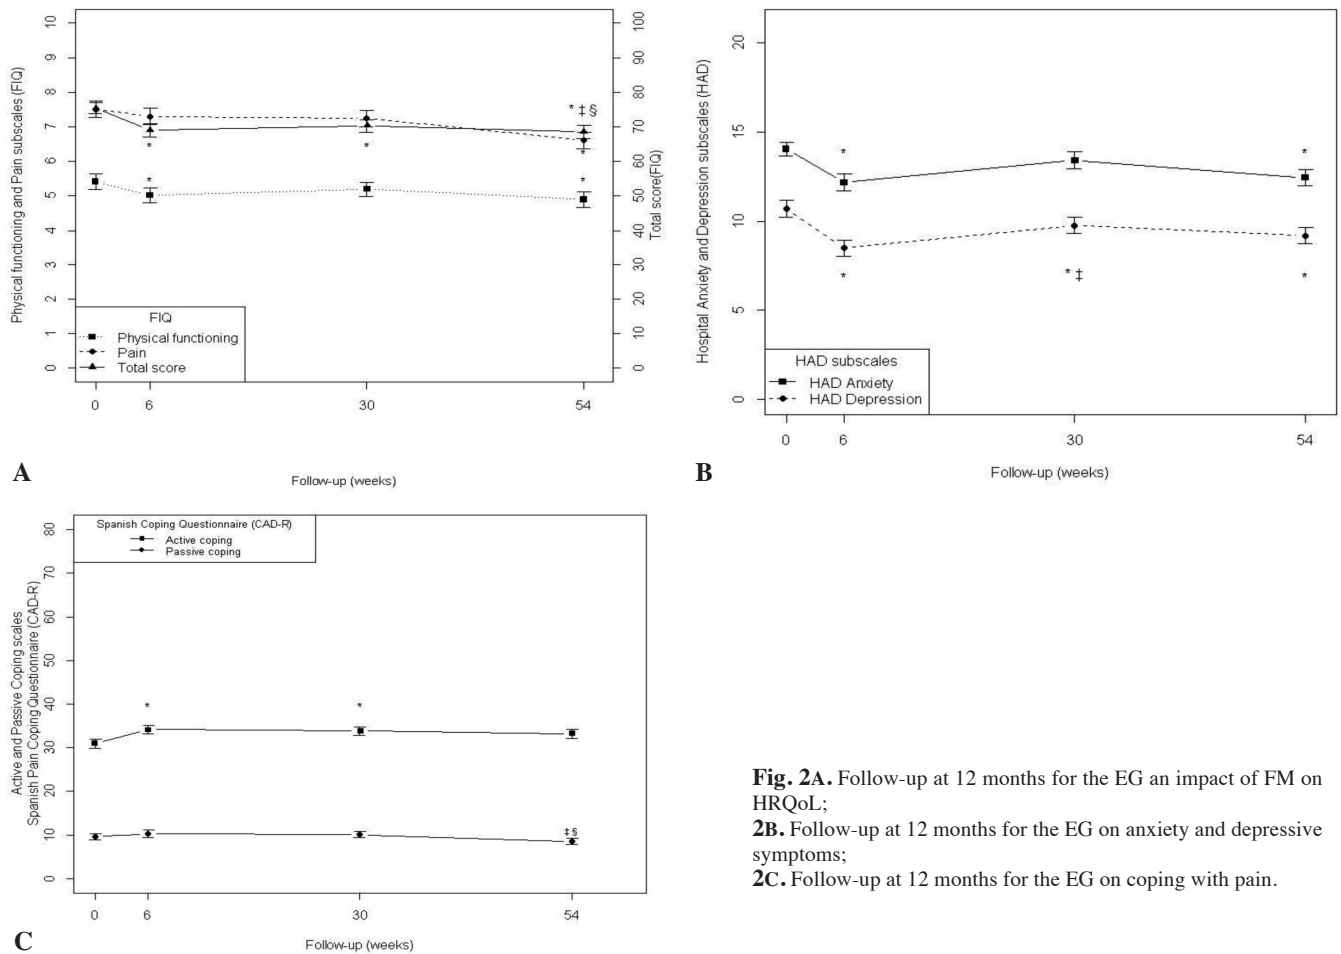 Physical functioning and Pain subscales (FIQ)
10
9
8
7
6
5
4
3
2
1
0
100
90
80
70
60
50
40
30
20
10
0
Total score(FIQ)
* ‡ §
* * *
* *
FIQ
Physical functioning
Pain
Total score
0 6 30 54
Follow-up (weeks)
A
Hospital Anxiety and Depression subscales (HAD)
20
15
10
5
0
* *
* * ‡ *
HAD subscales
HAD Anxiety
HAD Depression
0 6 30 54
Follow-up (weeks)
B
Active and Passive Coping scales
Spanish Pain Coping Questionnaire (CAD-R)
80
70
60
50
40
30
20
10
0
Spanish Coping Questionnaire (CAD-R)
Active coping
Passive coping
* *
‡ §
0 6 30 54
Follow-up (weeks)
C
Fig. 2A. Follow-up at 12 months for the EG an impact of FM on
HRQoL;
2B. Follow-up at 12 months for the EG on anxiety and depressive
symptoms;
2C. Follow-up at 12 months for the EG on coping with pain.